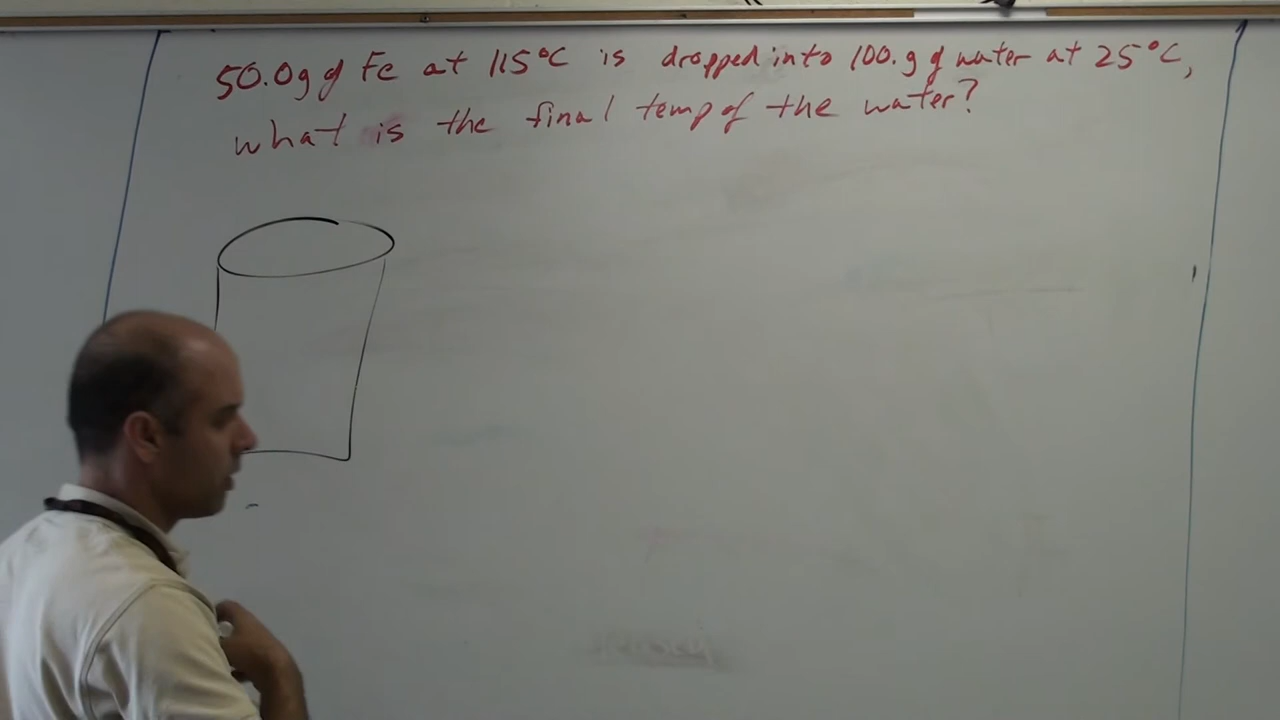 50.0g of Fe at 115°C is dropped into 100.g of water at 25°C,
what is the final temp of the water?